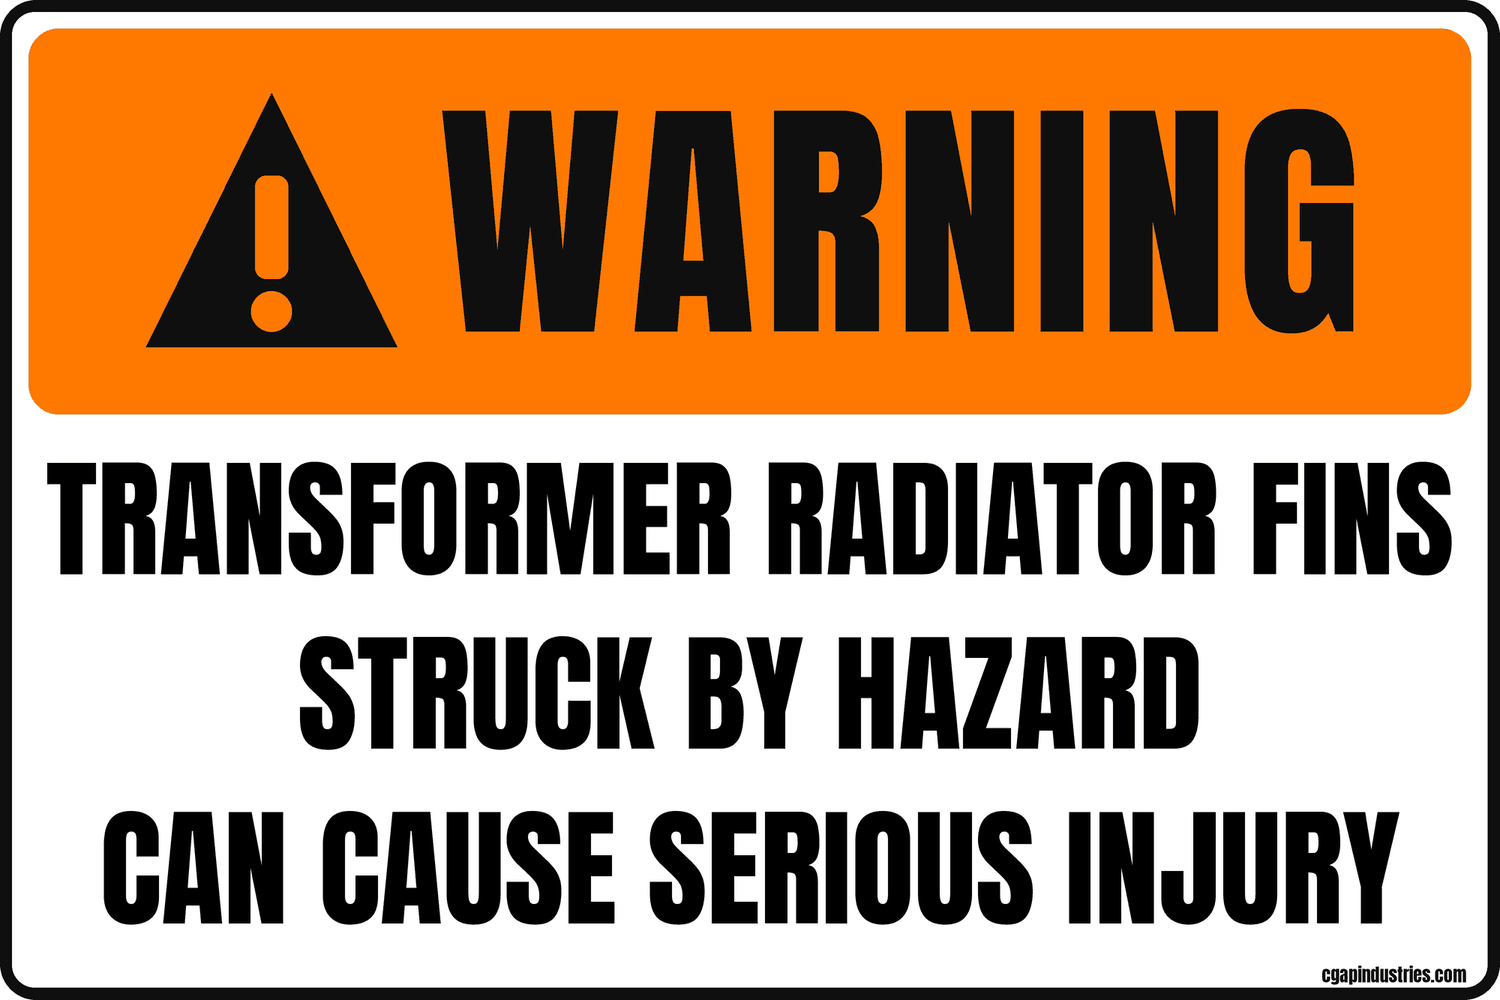 WARNING
TRANSFORMER RADIATOR FINS
STRUCK BY HAZARD
CAN CAUSE SERIOUS INJURY
cgapindustries.com